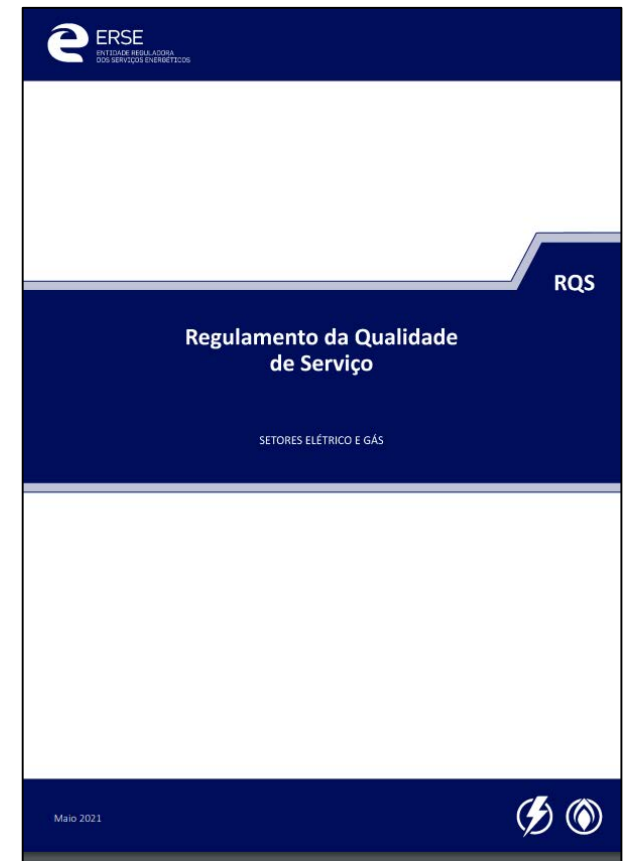 ERSE
ENTIDADE REGULADORA
DOS SERVIÇOS ENERGÉTICOS
RQS
Regulamento da Qualidade
de Serviço
SETORES ELÉTRICO E GÁS
Maio 2021